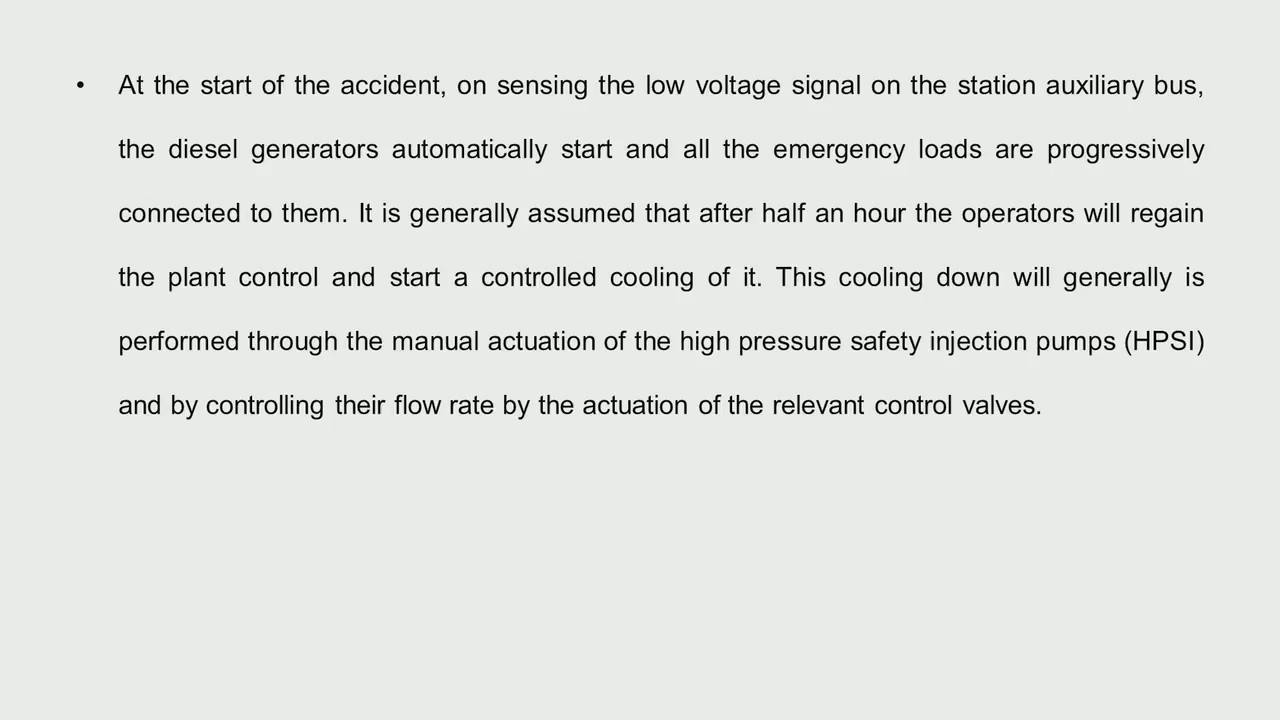 • At the start of the accident, on sensing the low voltage signal on the station auxiliary bus,
the diesel generators automatically start and all the emergency loads are progressively
connected to them. It is generally assumed that after half an hour the operators will regain
the plant control and start a controlled cooling of it. This cooling down will generally is
performed through the manual actuation of the high pressure safety injection pumps (HPSI)
and by controlling their flow rate by the actuation of the relevant control valves.